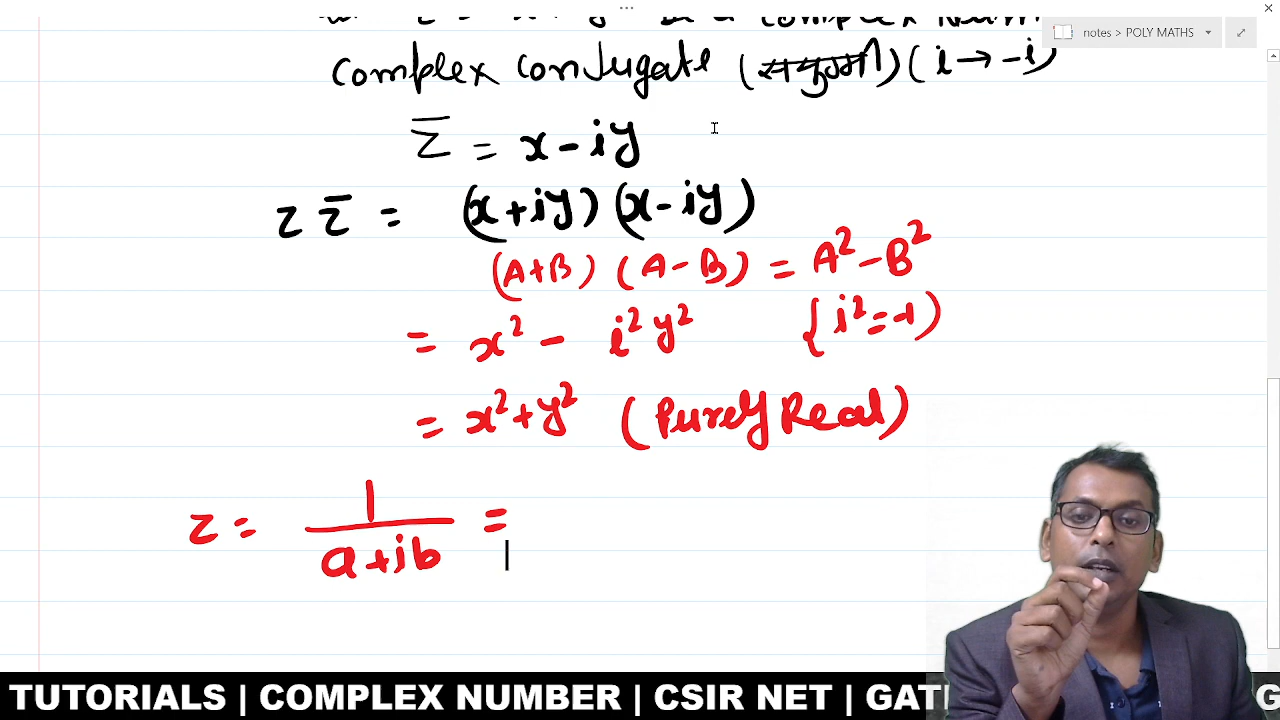 complex conjugate ( ) ( i → -i )
notes > POLY MATHS
z̅ = x - iy
z z̅ = (x+iy) (x-iy)
(A+B) (A-B) = A² - B²
= x² - i²y² { i² = -1 )
= x²+y² (Purely Real)
z = 1/(a+ib) =
TUTORIALS | COMPLEX NUMBER | CSIR NET |